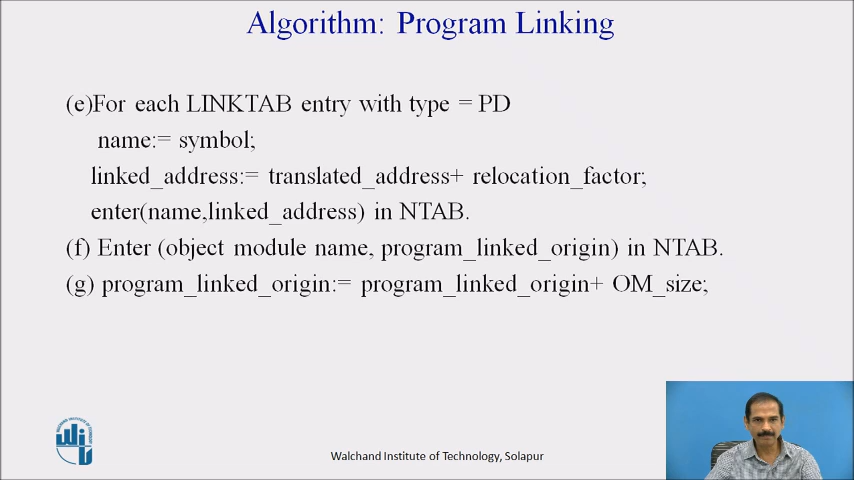 Algorithm: Program Linking
(e)For each LINKTAB entry with type = PD
name:= symbol;
linked_address:= translated_address+ relocation_factor;
enter(name,linked_address) in NTAB.
(f) Enter (object module name, program_linked_origin) in NTAB.
(g) program_linked_origin:= program_linked_origin+ OM_size;
Walchand Institute of Technology, Solapur